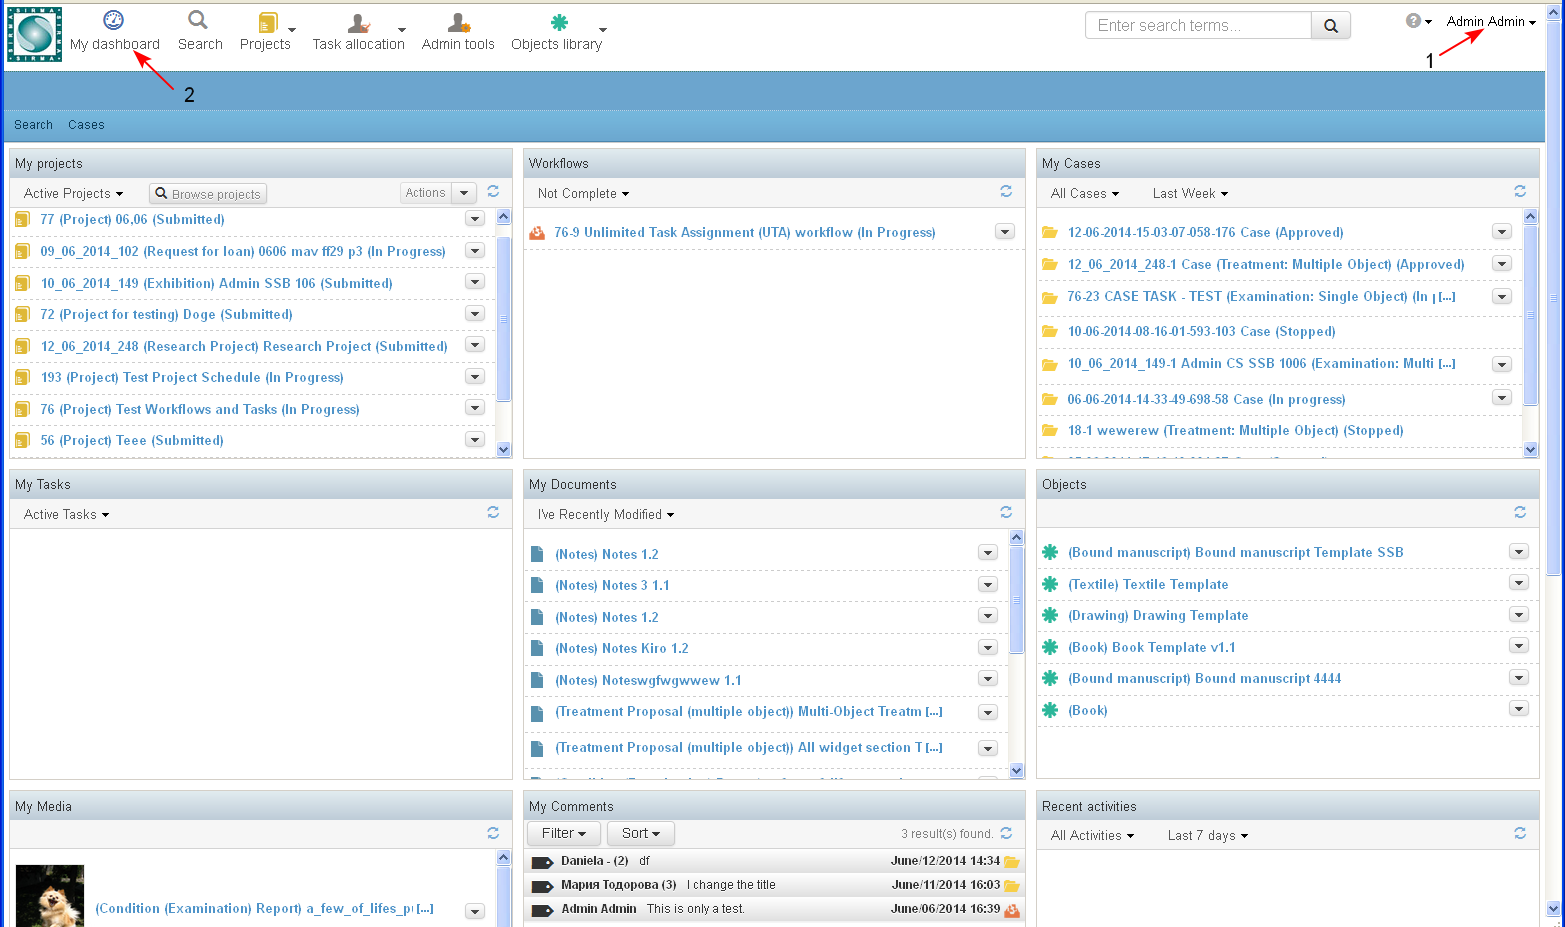 SIRMA
My dashboard
Search
Projects
Task allocation
Admin tools
Objects library
Enter search terms...
Admin Admin
1
2
Search Cases
My projects
Active Projects
Browse projects
Actions
77 (Project) 06,06 (Submitted)
09_06_2014_102 (Request for loan) 0606 mav ff29 p3 (In Progress)
10_06_2014_149 (Exhibition) Admin SSB 106 (Submitted)
72 (Project for testing) Doge (Submitted)
12_06_2014_248 (Research Project) Research Project (Submitted)
193 (Project) Test Project Schedule (In Progress)
76 (Project) Test Workflows and Tasks (In Progress)
56 (Project) Teee (Submitted)
Workflows
Not Complete
76-9 Unlimited Task Assignment (UTA) workflow (In Progress)
My Cases
All Cases Last Week
12-06-2014-15-03-07-058-176 Case (Approved)
12_06_2014_248-1 Case (Treatment: Multiple Object) (Approved)
76-23 CASE TASK - TEST (Examination: Single Object) (In [...]
10-06-2014-08-16-01-593-103 Case (Stopped)
10_06_2014_149-1 Admin CS SSB 1006 (Examination: Multi [...]
06-06-2014-14-33-49-698-58 Case (In progress)
18-1 wewerew (Treatment: Multiple Object) (Stopped)
My Tasks
Active Tasks
My Documents
I've Recently Modified
(Notes) Notes 1.2
(Notes) Notes 3 1.1
(Notes) Notes 1.2
(Notes) Notes Kiro 1.2
(Notes) Noteswgfwgwwew 1.1
(Treatment Proposal (multiple object)) Multi-Object Treatm [...]
(Treatment Proposal (multiple object)) All widget section T [...]
Objects
(Bound manuscript) Bound manuscript Template SSB
(Textile) Textile Template
(Drawing) Drawing Template
(Book) Book Template v1.1
(Bound manuscript) Bound manuscript 4444
(Book)
My Media
(Condition (Examination) Report) a_few_of_lifes_p [...]
My Comments
Filter Sort 3 result(s) found.
Daniela - (2) df June/12/2014 14:34
Мария Тодорова (3) I change the title June/11/2014 16:03
Admin Admin This is only a test. June/06/2014 16:39
Recent activities
All Activities Last 7 days